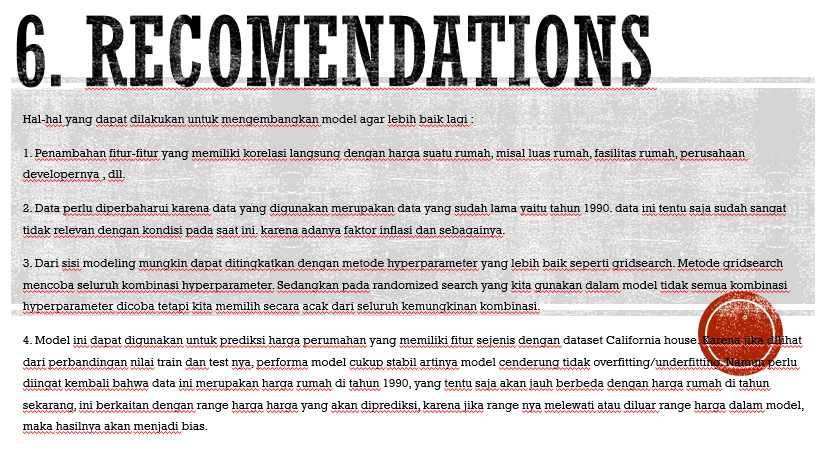 6. RECOMENDATIONS
Hal-hal yang dapat dilakukan untuk mengembangkan model agar lebih baik lagi :
1. Penambahan fitur-fitur yang memiliki korelasi langsung dengan harga suatu rumah, misal luas rumah, fasilitas rumah, perusahaan
developernya , dll.
2. Data perlu diperbaharui karena data yang digunakan merupakan data yang sudah lama yaitu tahun 1990. data ini tentu saja sudah sangat
tidak relevan dengan kondisi pada saat ini. karena adanya faktor inflasi dan sebagainya.
3. Dari sisi modeling mungkin dapat ditingkatkan dengan metode hyperparameter yang lebih baik seperti gridsearch. Metode gridsearch
mencoba seluruh kombinasi hyperparameter. Sedangkan pada randomized search yang kita gunakan dalam model tidak semua kombinasi
hyperparameter dicoba tetapi kita memilih secara acak dari seluruh kemungkinan kombinasi.
4. Model ini dapat digunakan untuk prediksi harga perumahan yang memiliki fitur sejenis dengan dataset California house. Karena jika dilihat
dari perbandingan nilai train dan test nya, performa model cukup stabil artinya model cenderung tidak overfitting/underfitting. Namun perlu
diingat kembali bahwa data ini merupakan harga rumah di tahun 1990, yang tentu saja akan jauh berbeda dengan harga rumah di tahun
sekarang, ini berkaitan dengan range harga harga yang akan diprediksi, karena jika range nya melewati atau diluar range harga dalam model,
maka hasilnya akan menjadi bias.